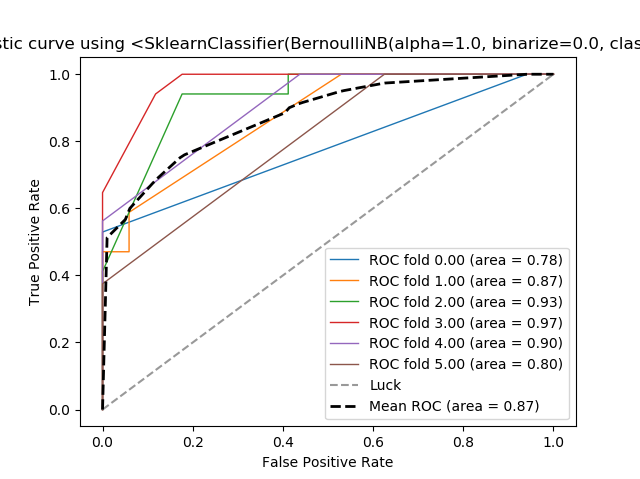 stic curve using <SklearnClassifier(BernoulliNB(alpha=1.0, binarize=0.0, clas
1.0
0.8
0.6
0.4
0.2
0.0
True Positive Rate
ROC fold 0.00 (area = 0.78)
ROC fold 1.00 (area = 0.87)
ROC fold 2.00 (area = 0.93)
ROC fold 3.00 (area = 0.97)
ROC fold 4.00 (area = 0.90)
ROC fold 5.00 (area = 0.80)
Luck
Mean ROC (area = 0.87)
0.0 0.2 0.4 0.6 0.8 1.0
False Positive Rate